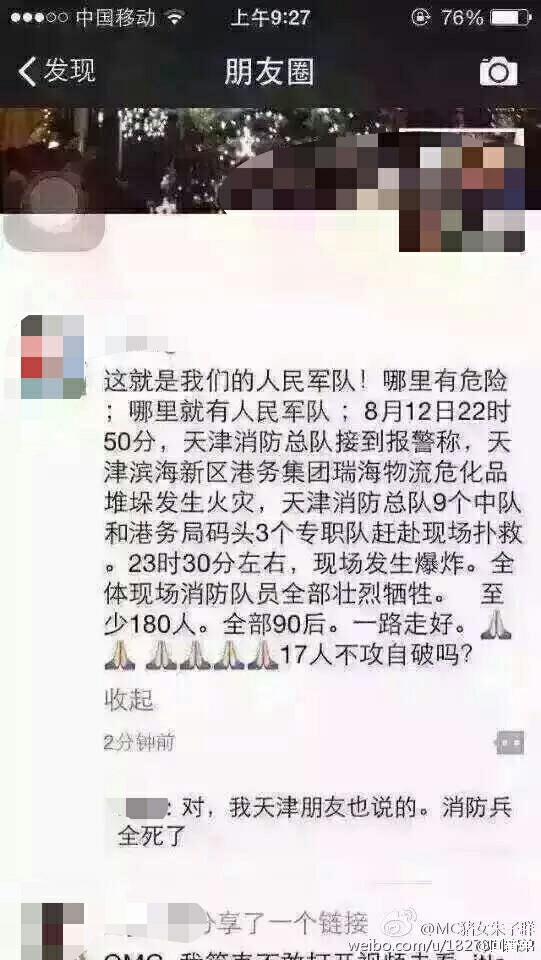 中国移动 上午9:27 76%
发现 朋友圈
这就是我们的人民军队！哪里有危险
；哪里就有人民军队；8月12日22时
50分，天津消防总队接到报警称，天
津滨海新区港务集团瑞海物流危化品
堆垛发生火灾，天津消防总队9个中队
和港务局码头3个专职队赶赴现场扑救
。23时30分左右，现场发生爆炸。全
体现场消防队员全部壮烈牺牲。 至
少180人。全部90后。一路走好。🙏
🙏 🙏🙏🙏🙏17人不攻自破吗？
收起
2分钟前
：对，我天津朋友也说的。消防兵
全死了
分享了一个链接
@MC猪女朱子群
weibo.com/u/18278
OMG 我简直不敢打开视频去看